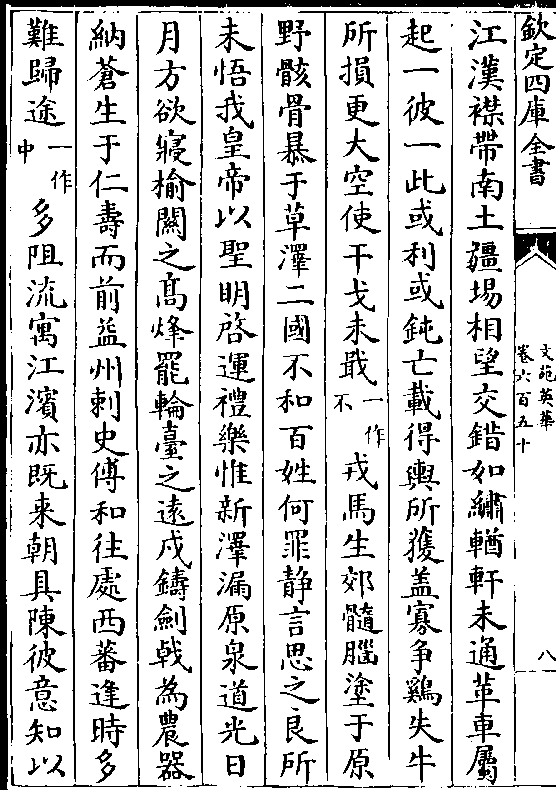 欽定四庫全書
文苑英華
卷六百五十
八
江漢襟帶南土疆埸相望交錯如繡輶軒未通革車屬
起一彼一此或利或鈍亡載得輿所獲盖寡爭雞失牛
所損更大空使干戈未戢一作不戎馬生郊髓腦塗于原
野骸骨暴于草澤二國不和百姓何罪静言思之良所
未悟我皇帝以聖明啓運禮樂惟新澤漏原泉道光日
月方欲寢榆關之髙烽罷輪臺之遠戍鑄劍戟為農器
納蒼生于仁壽而前益州刺史傅和往處西蕃逢時多
難歸途一作中多阻流寓江濱亦既来朝具陳彼意知以